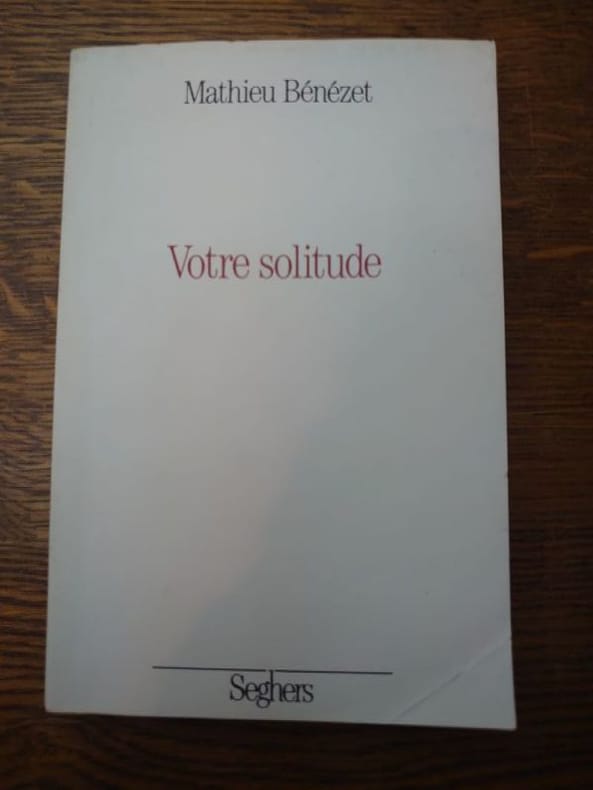 Mathieu Bénézet
Votre solitude
Seghers